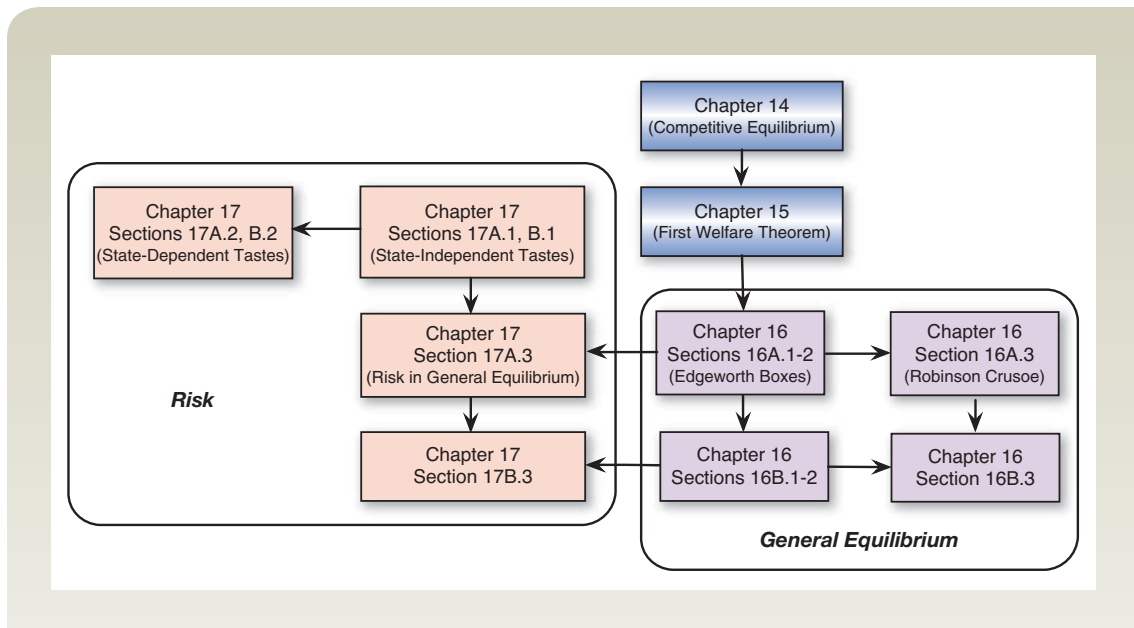 Chapter 14
(Competitive Equilibrium)
Chapter 15
(First Welfare Theorem)
Chapter 17
Sections 17A.2, B.2
(State-Dependent Tastes)
Chapter 17
Sections 17A.1, B.1
(State-Independent Tastes)
Chapter 17
Section 17A.3
(Risk in General Equilibrium)
Chapter 17
Section 17B.3
Risk
Chapter 16
Sections 16A.1-2
(Edgeworth Boxes)
Chapter 16
Section 16A.3
(Robinson Crusoe)
Chapter 16
Sections 16B.1-2
Chapter 16
Section 16B.3
General Equilibrium